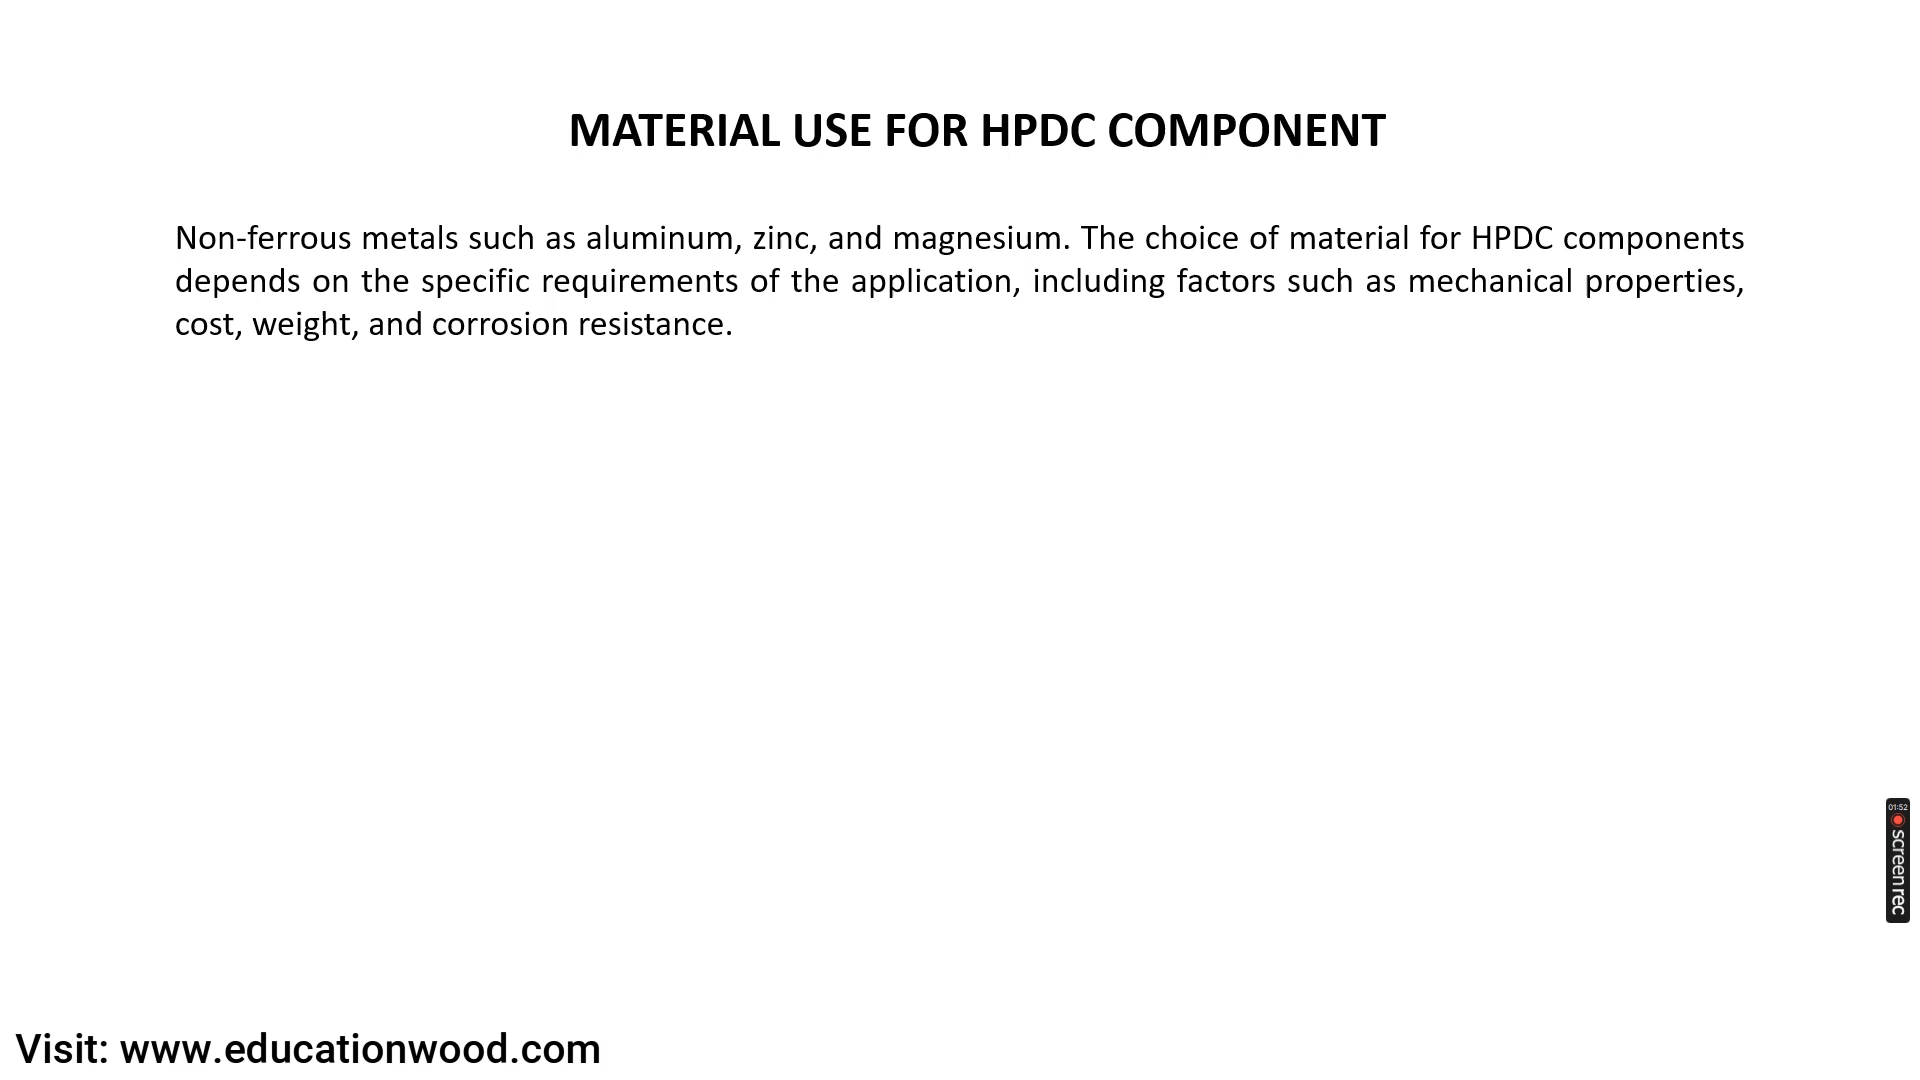 MATERIAL USE FOR HPDC COMPONENT
Non-ferrous metals such as aluminum, zinc, and magnesium. The choice of material for HPDC components
depends on the specific requirements of the application, including factors such as mechanical properties,
cost, weight, and corrosion resistance.
01:52
screenrec
Visit: www.educationwood.com